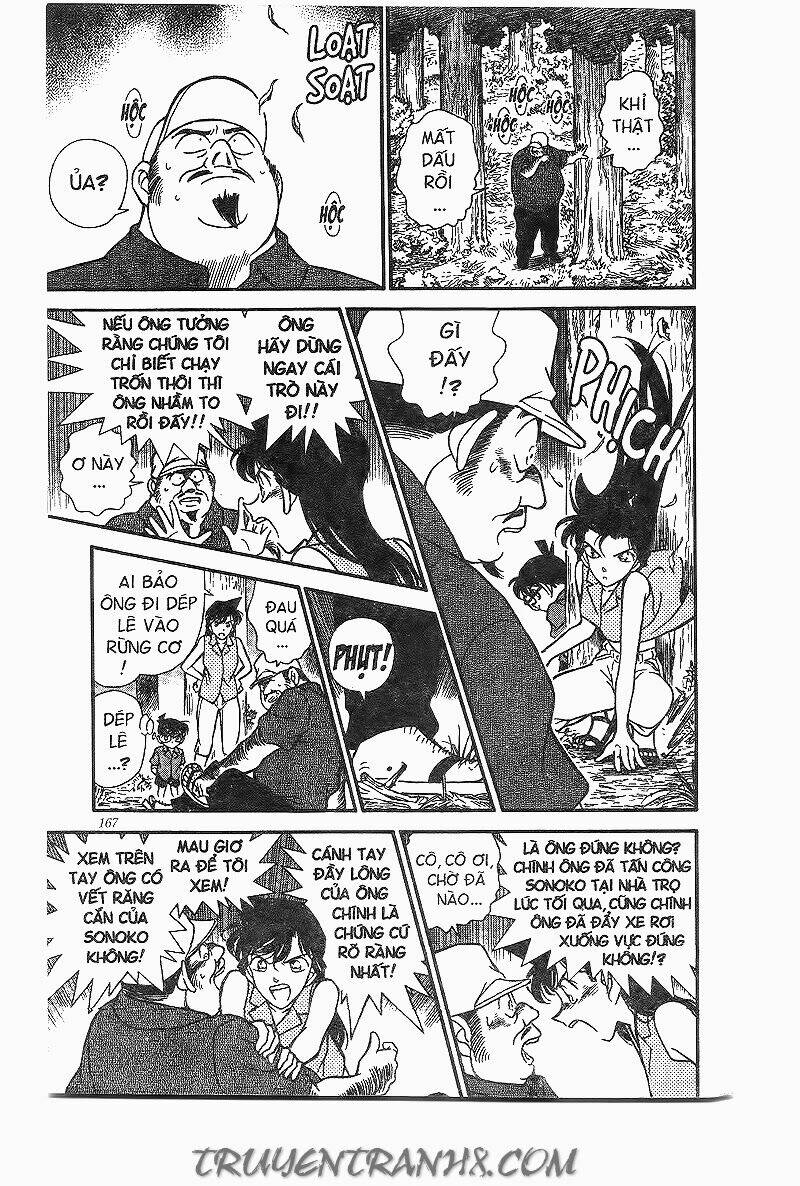 KHỈ
THẬT
...
HỘC
HỘC
HỘC
MẤT
DẤU
RỒI
...
LOẠT
SOẠT
HỘC
ỦA?
HỘC
PHỊCH
GÌ
ĐẤY
!?
ÔNG
HÃY DỪNG
NGAY CÁI
TRÒ NÀY
ĐI!!
NẾU ÔNG TƯỞNG
RẰNG CHÚNG TÔI
CHỈ BIẾT CHẠY
TRỐN THÔI THÌ
ÔNG NHẦM TO
RỒI ĐẤY!!
Ơ NÀY
...
PHỤT!
ĐAU
QUÁ
...
AI BẢO
ÔNG ĐI DÉP
LÊ VÀO
RỪNG CƠ
!
DÉP
LÊ
...?
167
LÀ ÔNG ĐÚNG KHÔNG?
CHÍNH ÔNG ĐÃ TẤN CÔNG
SONOKO TẠI NHÀ TRỌ
LÚC TỐI QUA, CŨNG CHÍNH
ÔNG ĐÃ ĐẨY XE RƠI
XUỐNG VỰC ĐÚNG
KHÔNG!?
CÔ, CÔ ƠI,
CHỜ ĐÃ
NÀO...
CÁNH TAY
ĐẦY LÔNG
CỦA ÔNG
CHÍNH LÀ
CHỨNG CỨ
RÕ RÀNG
NHẤT!
MAU GIƠ
RA ĐỂ TÔI
XEM!
XEM TRÊN
TAY ÔNG CÓ
VẾT RĂNG
CẮN CỦA
SONOKO
KHÔNG!
TRUYENTRANH8.COM